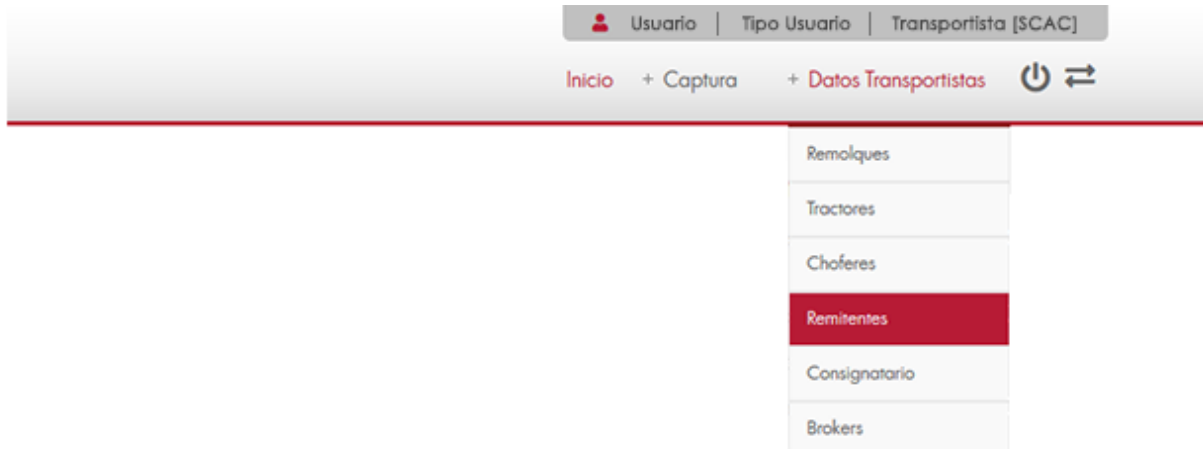 Usuario | Tipo Usuario | Transportista [SCAC]
Inicio + Captura + Datos Transportistas
Remolques
Tractores
Choferes
Remitentes
Consignatario
Brokers